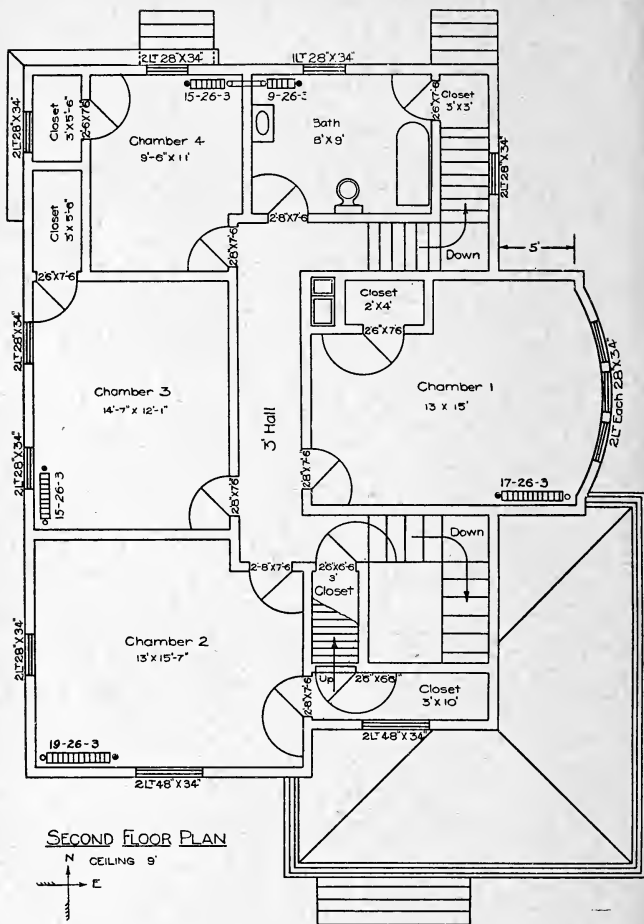 2LT 28"X34"
1LT 28"X34"
15-26-3
9-26-3
2LT 28"X34"
Closet
3'X5'-6"
2'6"X7'6"
Chamber 4
9'-6"X11'
Bath
8'X9'
2'6"X7'-6"
Closet
3'X3'
2LT 28"X34"
Closet
3'X5'-6"
2'-8"X7'-6
2'8"X7'-6"
Down
5'
2'6"X7'-6
Closet
2'X4'
2'6"X7'6
2LT 28"X34"
Chamber 3
14'-7"X12'-1"
3' Hall
Chamber 1
13 X 15'
2LT Each 28"X34"
2LT 28"X34"
15-26-3
2'8"X7'6"
2'8"X7'-6"
17-26-3
Down
2-8"X7'-6
2'6"X6'-6
3'
Closet
2LT 28"X34"
Chamber 2
13'X15'-7"
2'8"X7'-6
Up
2'6"X6'6"
Closet
3'X10'
2LT 48"X34"
19-26-3
2LT 48"X34"
SECOND FLOOR PLAN
CEILING 9'
N
E